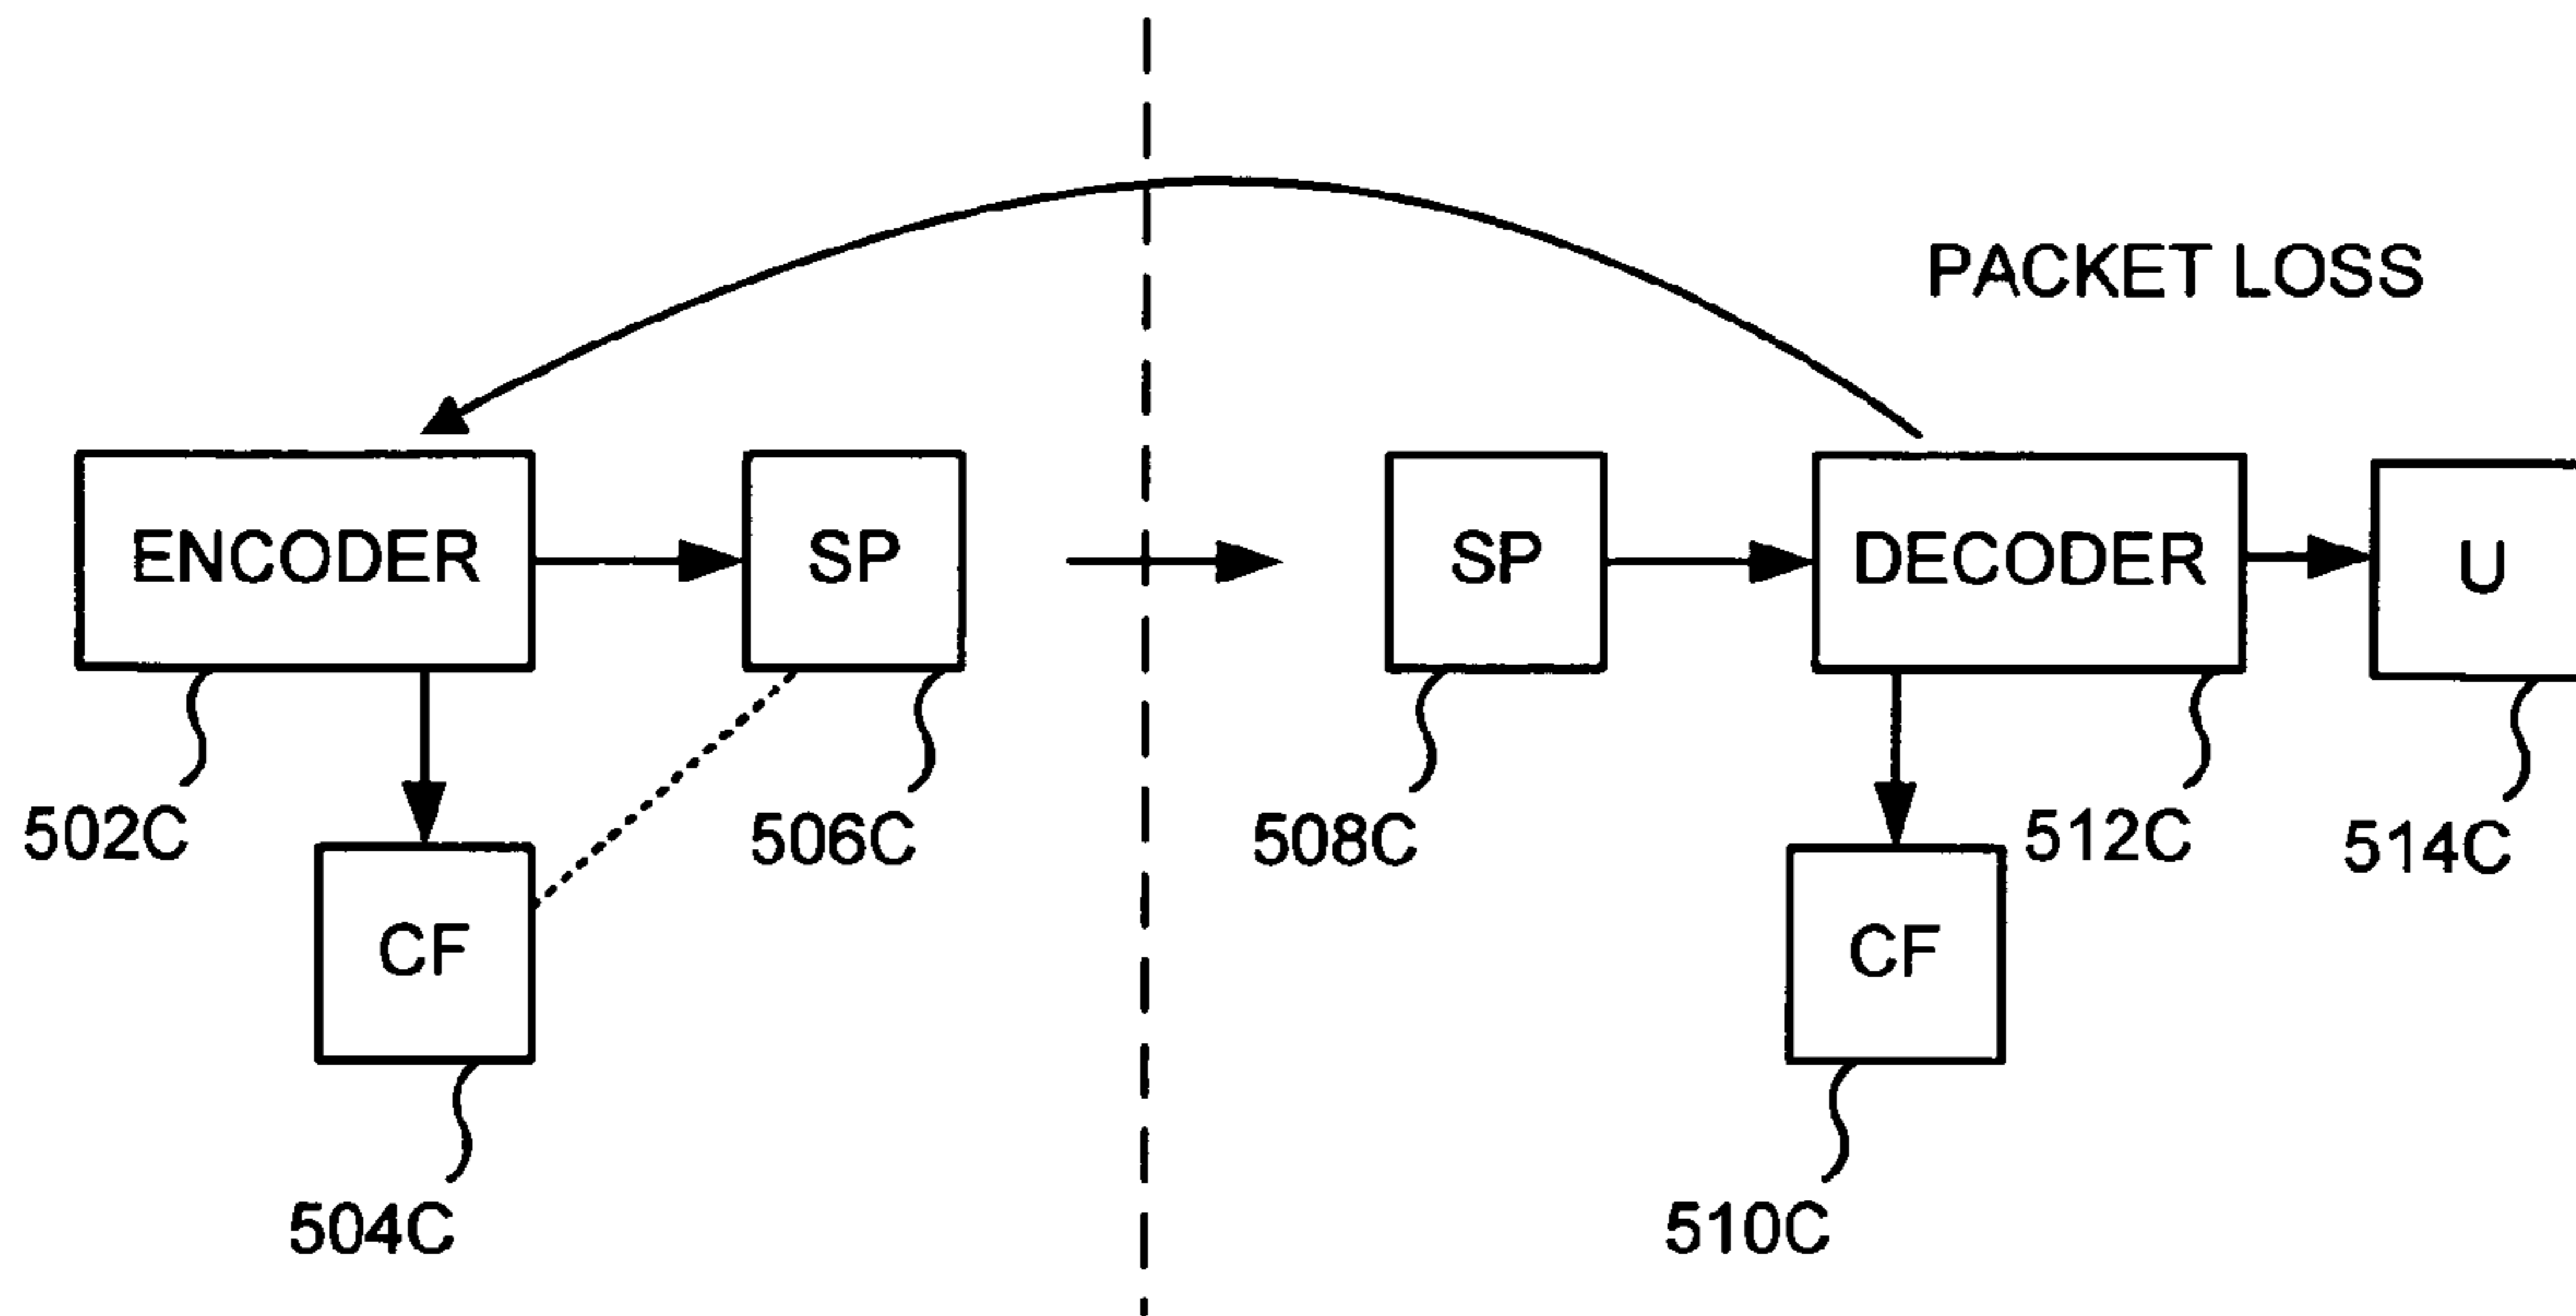 PACKET LOSS
ENCODER
SP
SP
DECODER
U
502C
506C
508C
512C
514C
CF
CF
504C
510C